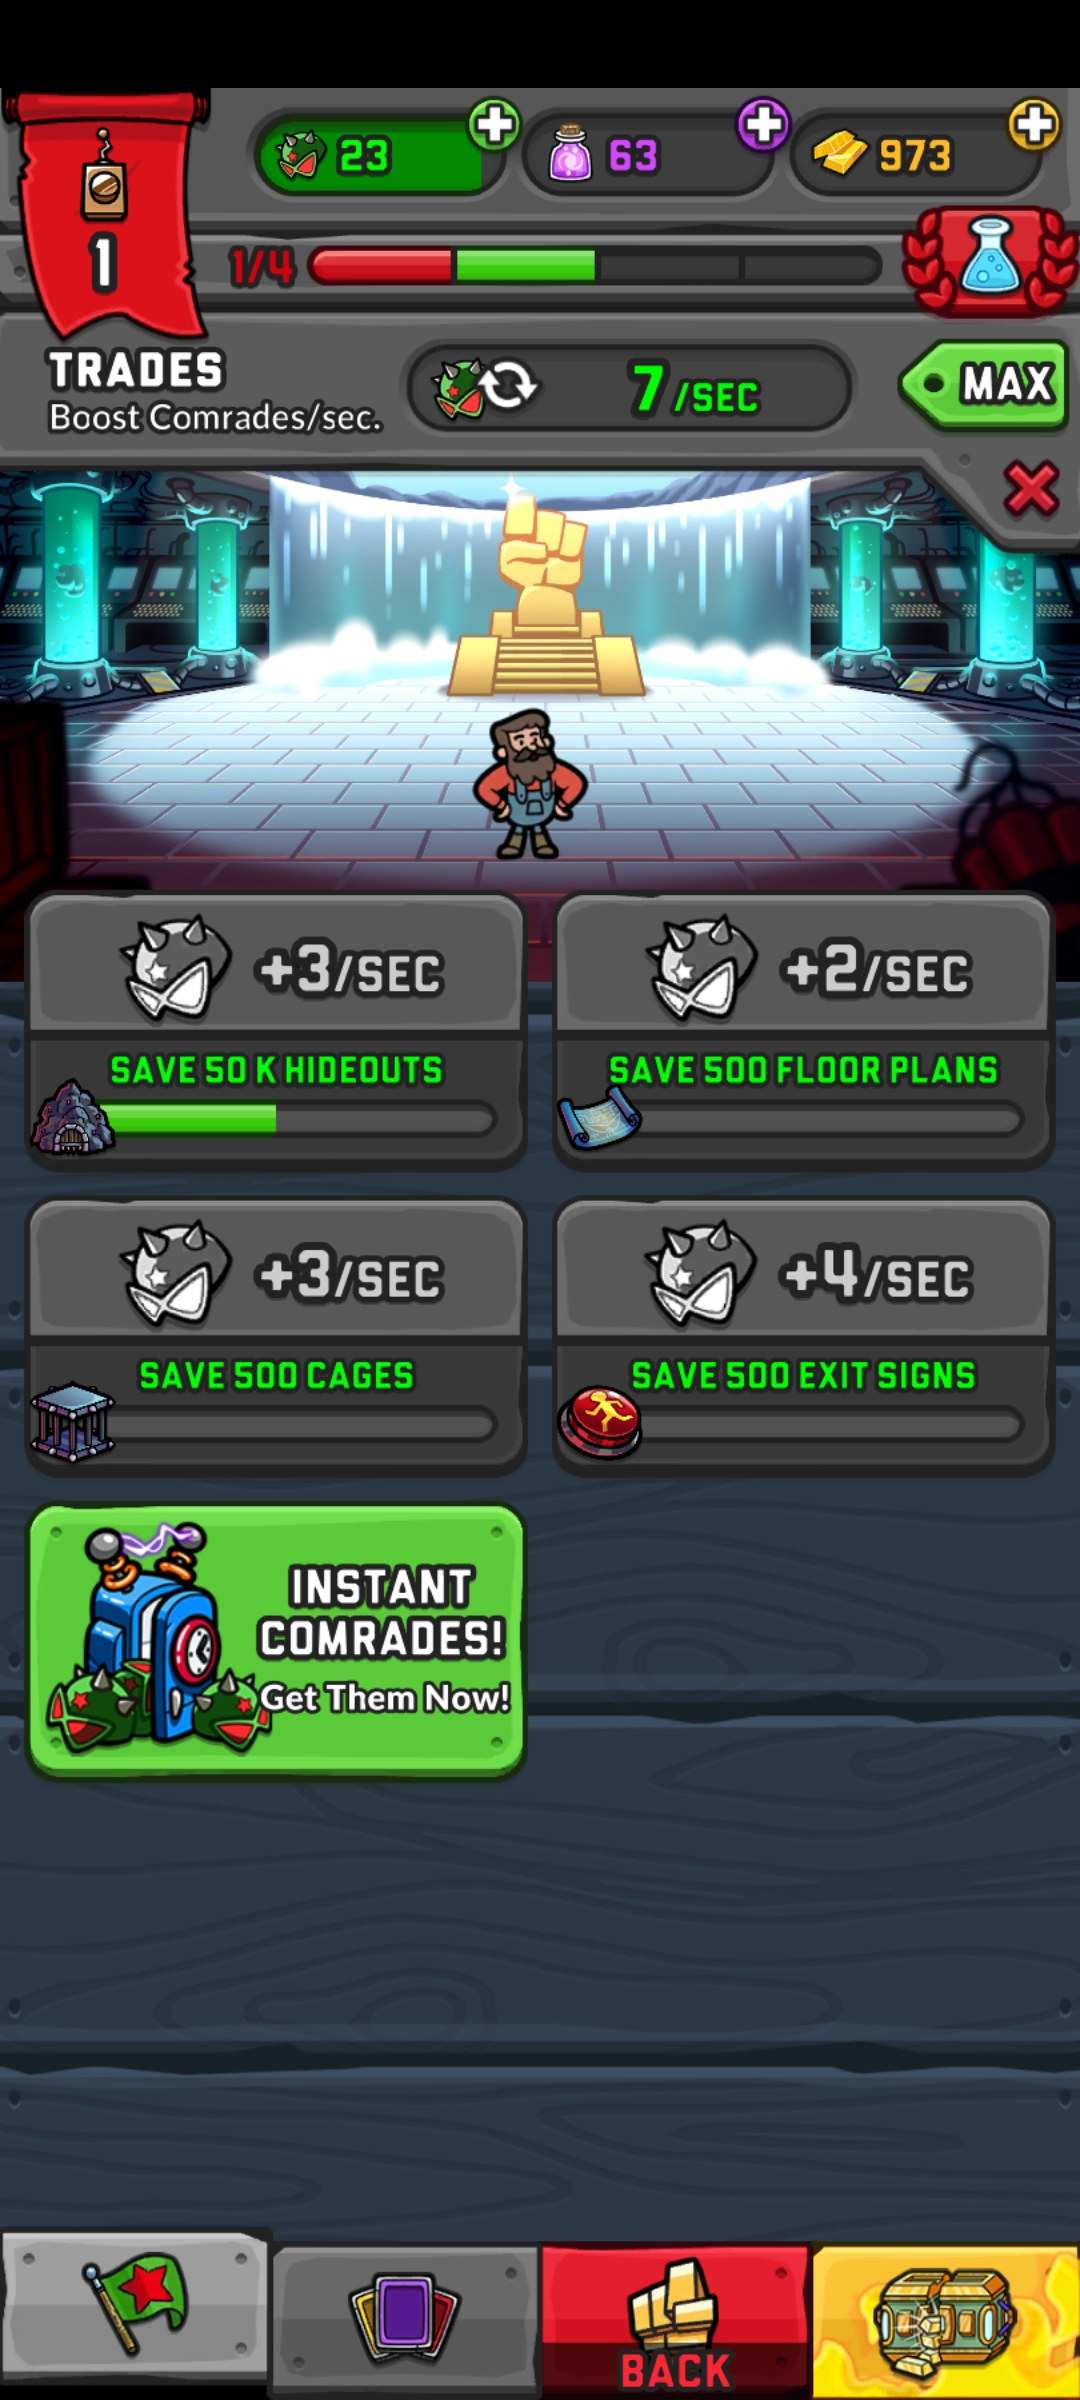 23
63
973
1
1/4
TRADES
Boost Comrades/sec.
7/SEC
MAX
+3/SEC
+2/SEC
SAVE 50 K HIDEOUTS
SAVE 500 FLOOR PLANS
+3/SEC
+4/SEC
SAVE 500 CAGES
SAVE 500 EXIT SIGNS
INSTANT
COMRADES!
Get Them Now!
BACK